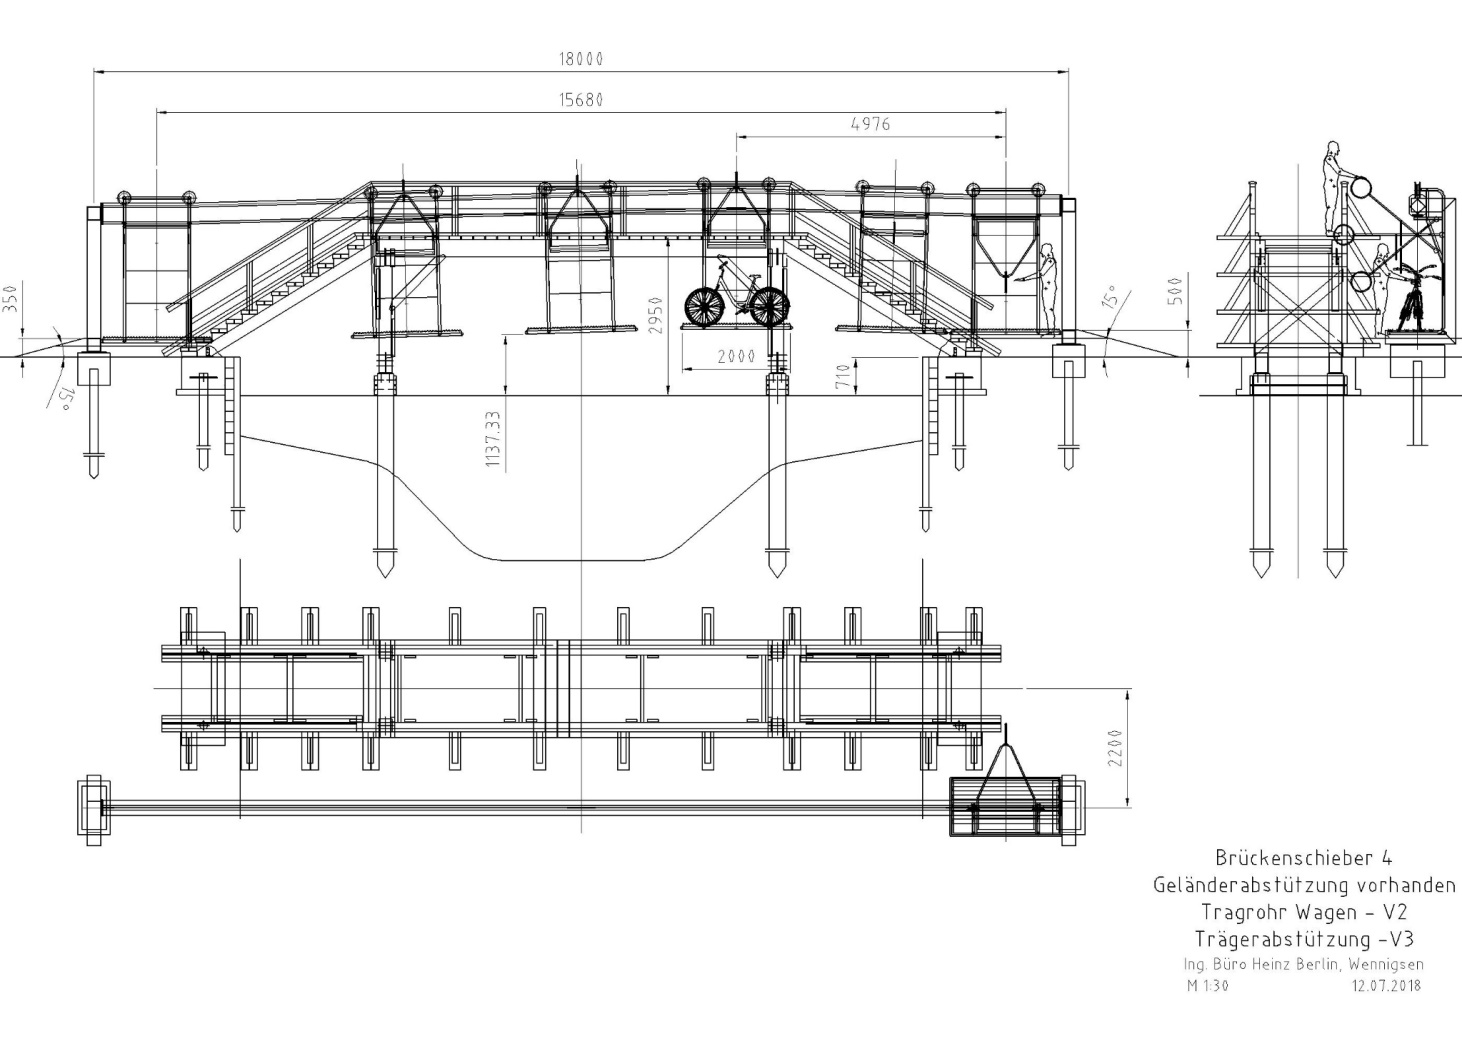 18000
15680
4976
350
15°
1137.33
2950
2000
710
15°
500
2200
Brückenschieber 4
Geländerabstützung vorhanden
Tragrohr Wagen - V2
Trägerabstützung -V3
Ing. Büro Heinz Berlin, Wennigsen
M 1:30 12.07.2018